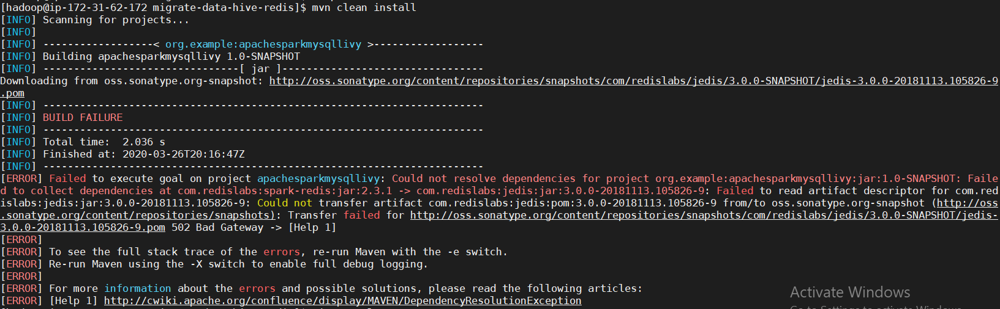 [hadoop@ip-172-31-62-172 migrate-data-hive-redis]$ mvn clean install
[INFO] Scanning for projects...
[INFO]
[INFO] ------------------< org.example:apachesparkmysqllivy >------------------
[INFO] Building apachesparkmysqllivy 1.0-SNAPSHOT
[INFO] --------------------------------[ jar ]---------------------------------
Downloading from oss.sonatype.org-snapshot: http://oss.sonatype.org/content/repositories/snapshots/com/redislabs/jedis/3.0.0-SNAPSHOT/jedis-3.0.0-20181113.105826-9
.pom
[INFO] ------------------------------------------------------------------------
[INFO] BUILD FAILURE
[INFO] ------------------------------------------------------------------------
[INFO] Total time:  2.036 s
[INFO] Finished at: 2020-03-26T20:16:47Z
[INFO] ------------------------------------------------------------------------
[ERROR] Failed to execute goal on project apachesparkmysqllivy: Could not resolve dependencies for project org.example:apachesparkmysqllivy:jar:1.0-SNAPSHOT: Faile
d to collect dependencies at com.redislabs:spark-redis:jar:2.3.1 -> com.redislabs:jedis:jar:3.0.0-20181113.105826-9: Failed to read artifact descriptor for com.red
islabs:jedis:jar:3.0.0-20181113.105826-9: Could not transfer artifact com.redislabs:jedis:pom:3.0.0-20181113.105826-9 from/to oss.sonatype.org-snapshot (http://oss
.sonatype.org/content/repositories/snapshots): Transfer failed for http://oss.sonatype.org/content/repositories/snapshots/com/redislabs/jedis/3.0.0-SNAPSHOT/jedis-
3.0.0-20181113.105826-9.pom 502 Bad Gateway -> [Help 1]
[ERROR]
[ERROR] To see the full stack trace of the errors, re-run Maven with the -e switch.
[ERROR] Re-run Maven using the -X switch to enable full debug logging.
[ERROR]
[ERROR] For more information about the errors and possible solutions, please read the following articles:
[ERROR] [Help 1] http://cwiki.apache.org/confluence/display/MAVEN/DependencyResolutionException
Activate Windows
Go to Settings to activate Windows.